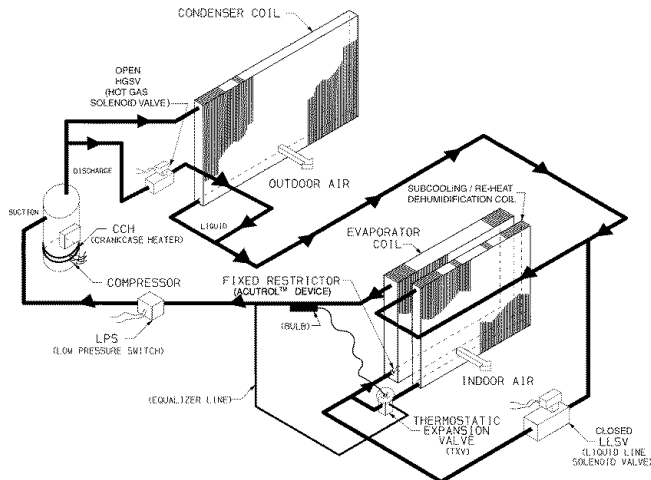 CONDENSER COIL
OPEN
HGSV
(HOT GAS
SOLENOID VALVE)
DISCHARGE
OUTDOOR AIR
SUBCOOLING / RE-HEAT
DEHUMIDIFICATION COIL
SUCTION
LIQUID
CCH
(CRANKCASE HEATER)
EVAPORATOR
COIL
COMPRESSOR
FIXED RESTRICTOR
(ACUTROL™ DEVICE)
(BULB)
LPS
(LOW PRESSURE SWITCH)
INDOOR AIR
(EQUALIZER LINE)
THERMOSTATIC
EXPANSION
VALVE
(TXV)
CLOSED
LLSV
(LIQUID LINE
SOLENOID VALVE)